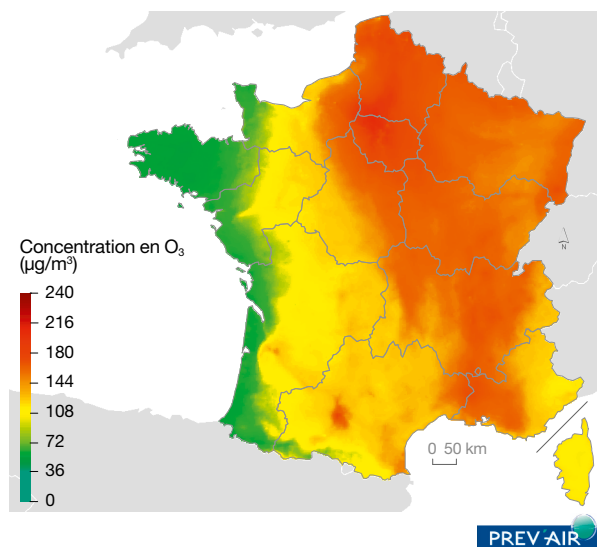 Concentration en O₃
(µg/m³)
240
216
180
144
108
72
36
0
N
0 50 km
PREV'AIR